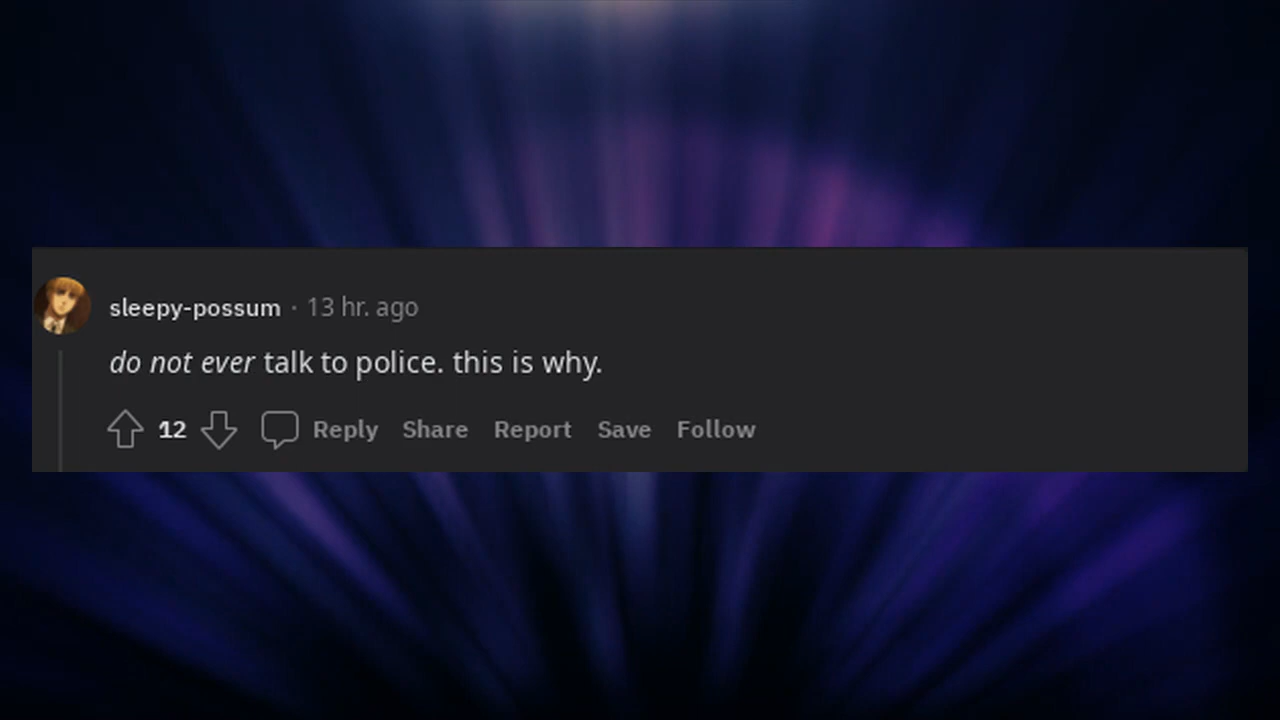 sleepy-possum · 13 hr. ago
do not ever talk to police. this is why.
12 Reply Share Report Save Follow